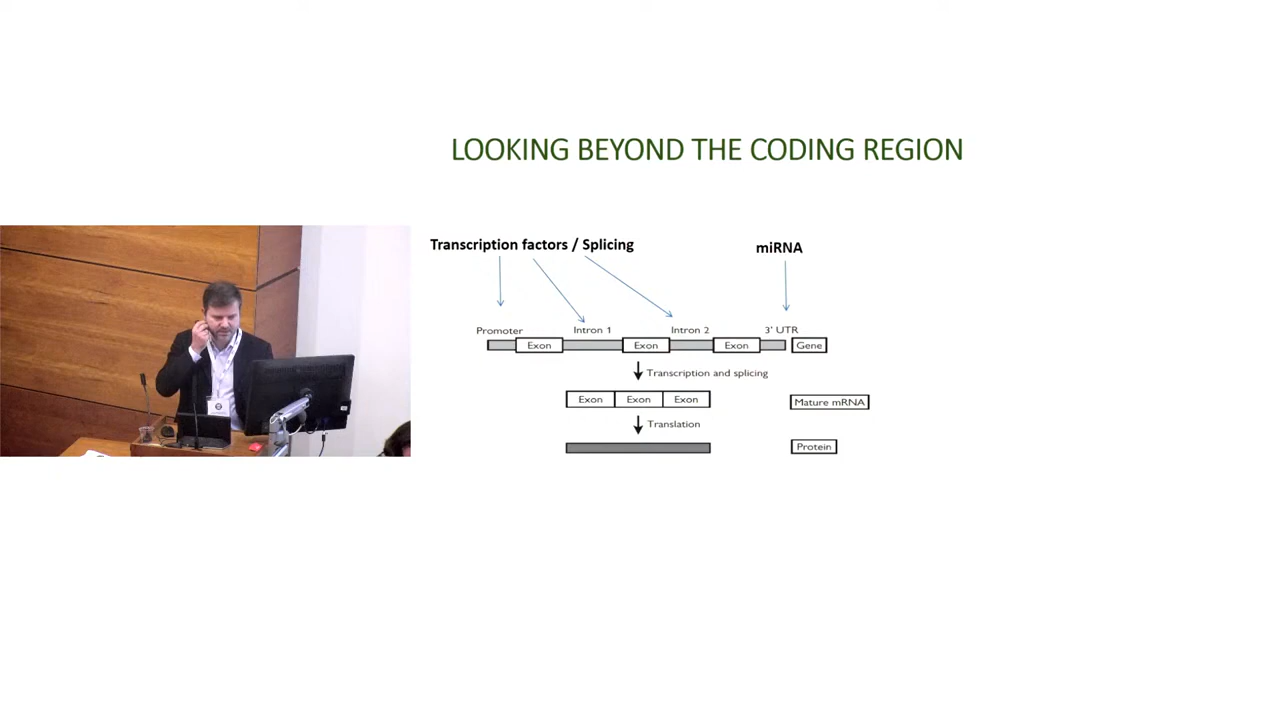 LOOKING BEYOND THE CODING REGION
Transcription factors / Splicing
miRNA
Promoter
Intron 1
Intron 2
3' UTR
Exon
Exon
Exon
Gene
Transcription and splicing
Exon
Exon
Exon
Mature mRNA
Translation
Protein